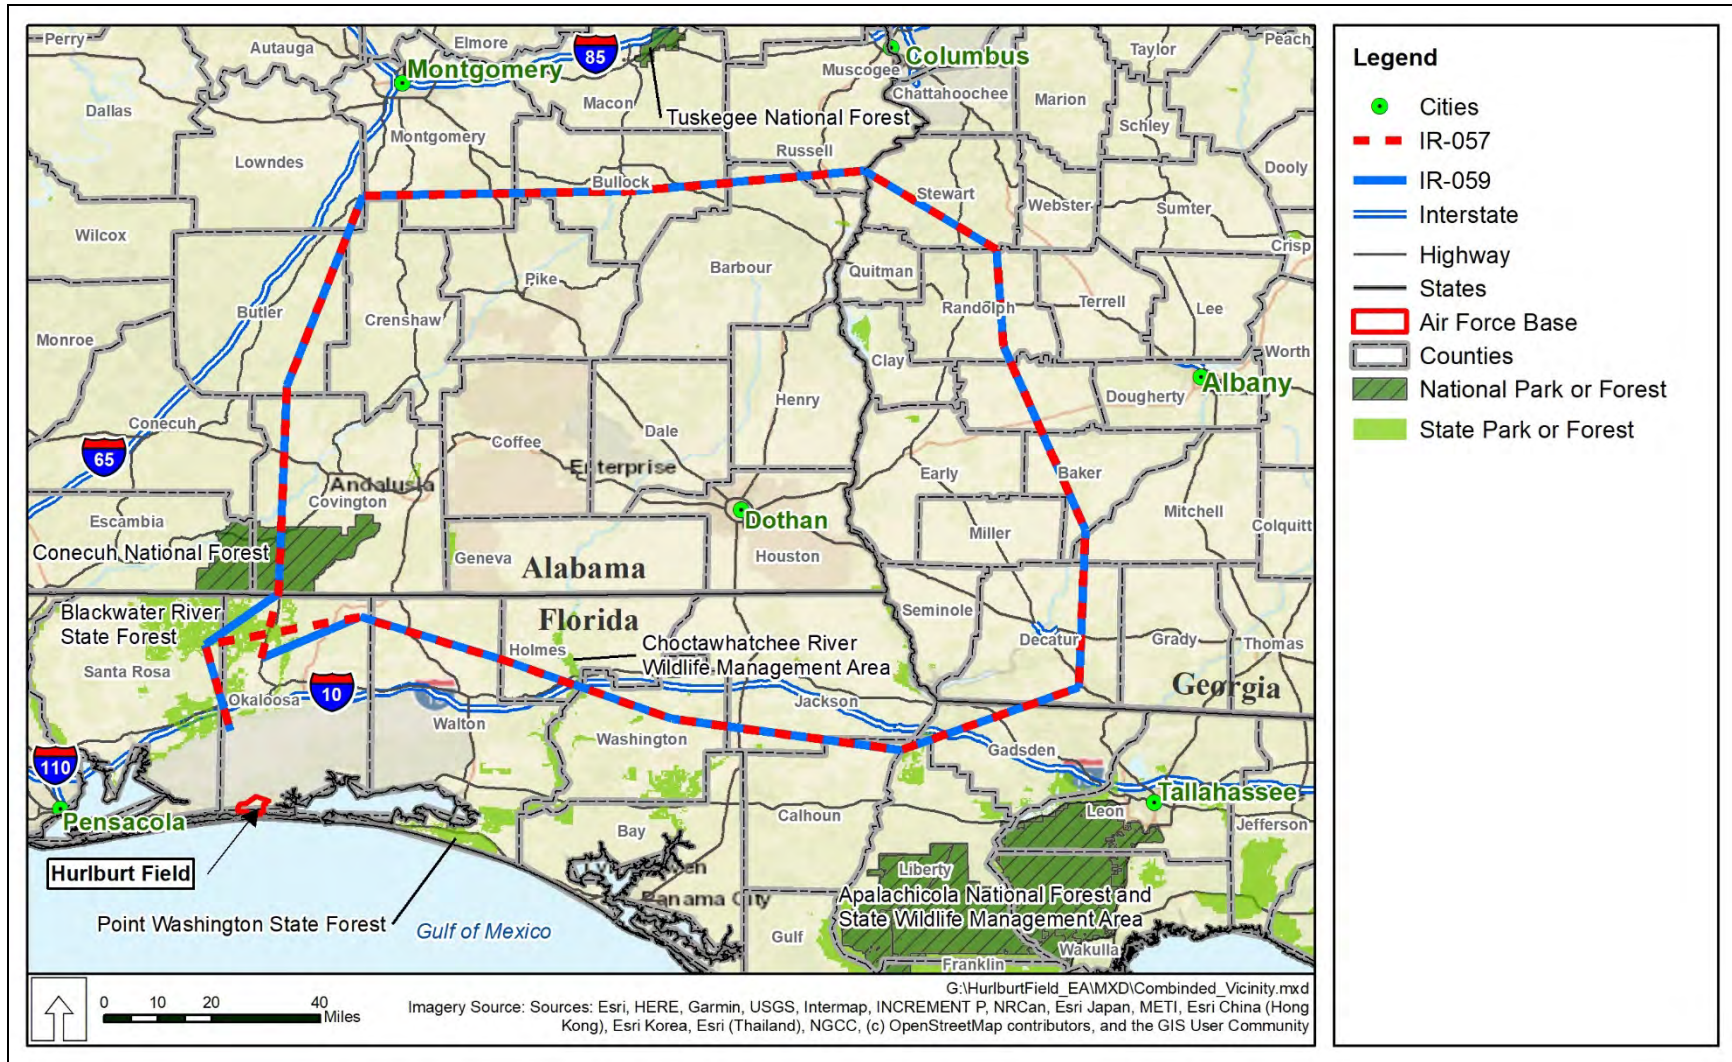 Perry
Autauga
Elmore
85
Columbus
Taylor
Peach
Montgomery
Muscogee
Dallas
Macon
Chattahoochee
Marion
Tuskegee National Forest
Montgomery
Schley
Lowndes
Russell
Dooly
Bullock
Stewart
Webster
Sumter
Wilcox
Crisp
Pike
Barbour
Quitman
Butler
Crenshaw
Randolph
Terrell
Lee
Monroe
Clay
Worth
Albany
Henry
Dougherty
Conecuh
Coffee
Dale
65
Enterprise
Early
Baker
Andalusia
Covington
Escambia
Dothan
Mitchell
Colquitt
Miller
Conecuh National Forest
Geneva
Houston
Alabama
Blackwater River
State Forest
Florida
Seminole
Choctawhatchee River
Wildlife Management Area
Decatur
Grady
Thomas
Holmes
Santa Rosa
Georgia
Okaloosa
10
Jackson
Walton
Washington
Gadsden
110
Tallahassee
Pensacola
Calhoun
Leon
Bay
Jefferson
Hurlburt Field
Liberty
Panama City
Apalachicola National Forest and
State Wildlife Management Area
Point Washington State Forest
Gulf of Mexico
Gulf
Wakulla
Franklin
0 10 20 40
Miles
G:\HurlburtField_EA\MXD\Combinded_Vicinity.mxd
Imagery Source: Sources: Esri, HERE, Garmin, USGS, Intermap, INCREMENT P, NRCan, Esri Japan, METI, Esri China (Hong
Kong), Esri Korea, Esri (Thailand), NGCC, (c) OpenStreetMap contributors, and the GIS User Community
Legend
Cities
IR-057
IR-059
Interstate
Highway
States
Air Force Base
Counties
National Park or Forest
State Park or Forest